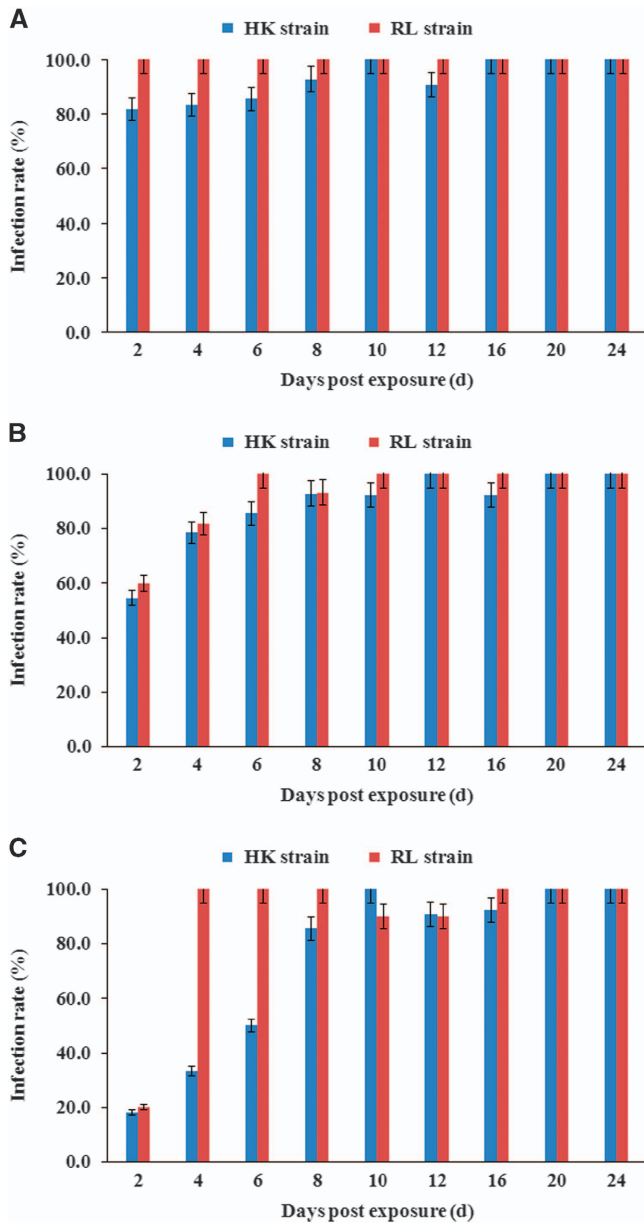 A
HK strain RL strain
100.0
80.0
60.0
40.0
20.0
0.0
Infection rate (%)
2 4 6 8 10 12 16 20 24
Days post exposure (d)
B
HK strain RL strain
100.0
80.0
60.0
40.0
20.0
0.0
Infection rate (%)
2 4 6 8 10 12 16 20 24
Days post exposure (d)
C
HK strain RL strain
100.0
80.0
60.0
40.0
20.0
0.0
Infection rate (%)
2 4 6 8 10 12 16 20 24
Days post exposure (d)